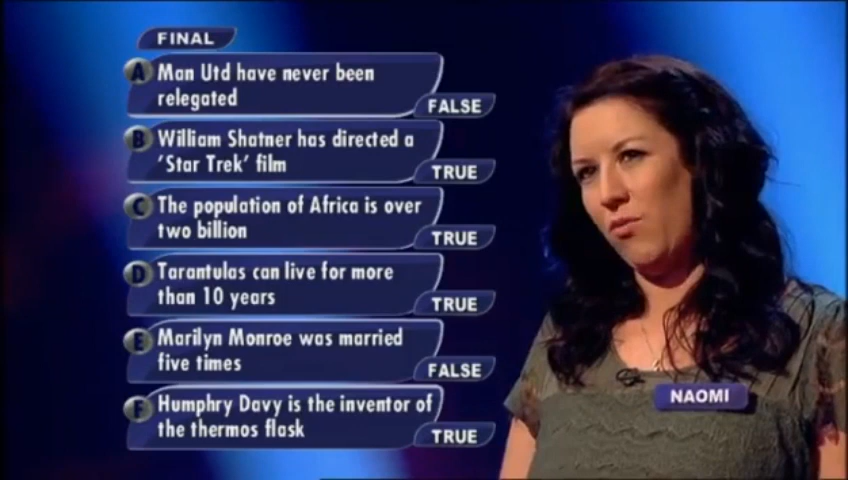 FINAL
A Man Utd have never been
relegated
FALSE
B William Shatner has directed a
'Star Trek' film
TRUE
C The population of Africa is over
two billion
TRUE
D Tarantulas can live for more
than 10 years
TRUE
E Marilyn Monroe was married
five times
FALSE
F Humphry Davy is the inventor of
the thermos flask
TRUE
NAOMI